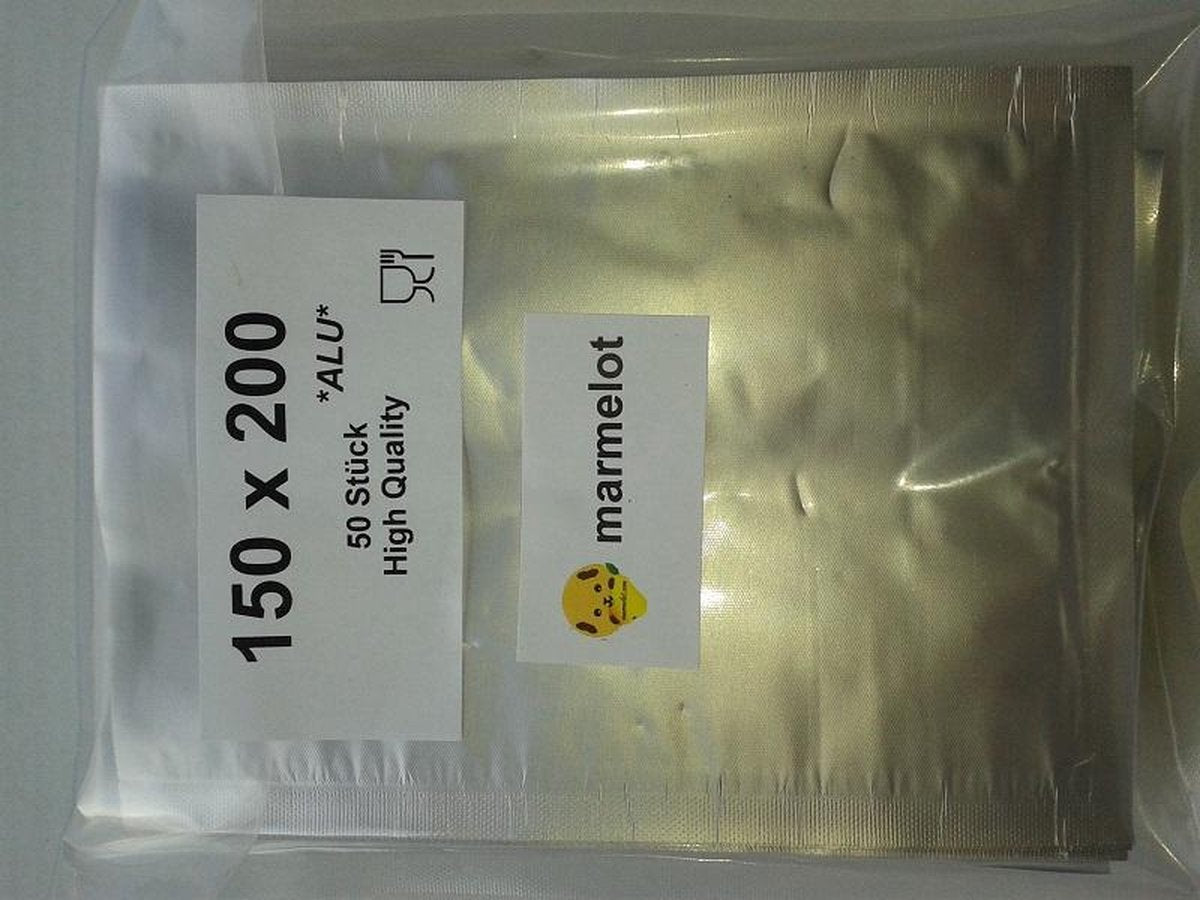 150 x 200
*ALU*
50 Stück
High Quality
marmelot